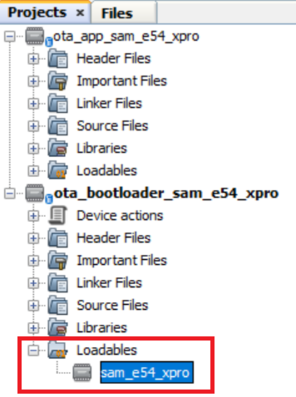 Projects × Files
ota_app_sam_e54_xpro
Header Files
Important Files
Linker Files
Source Files
Libraries
Loadables
ota_bootloader_sam_e54_xpro
Device actions
Header Files
Important Files
Linker Files
Source Files
Libraries
Loadables
sam_e54_xpro